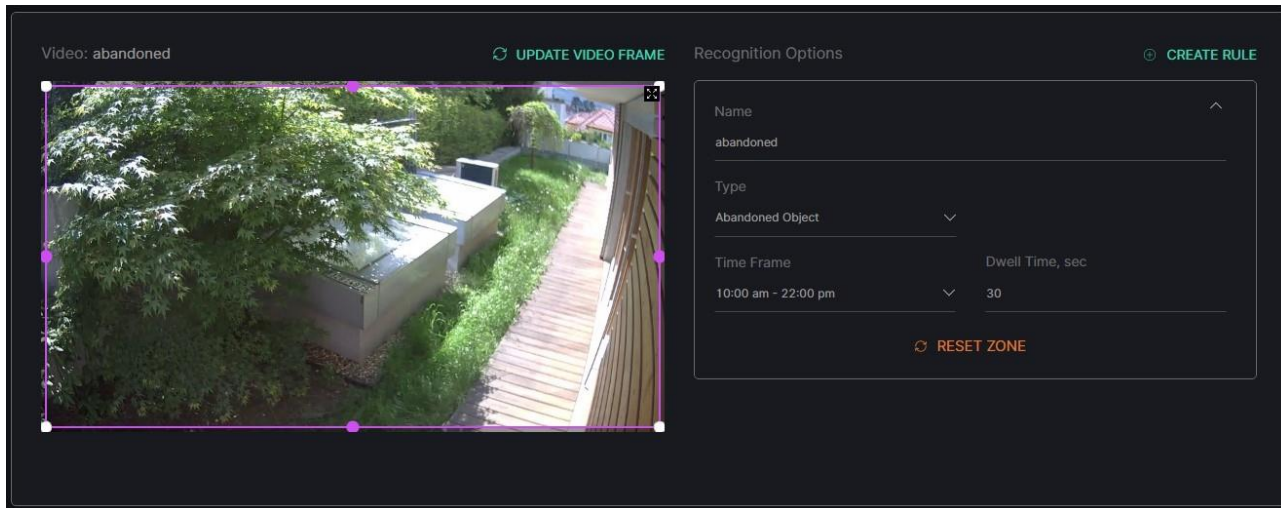 Video: abandoned
UPDATE VIDEO FRAME
Recognition Options
CREATE RULE
Name
abandoned
Type
Abandoned Object
Time Frame
Dwell Time, sec
10:00 am - 22:00 pm
30
RESET ZONE